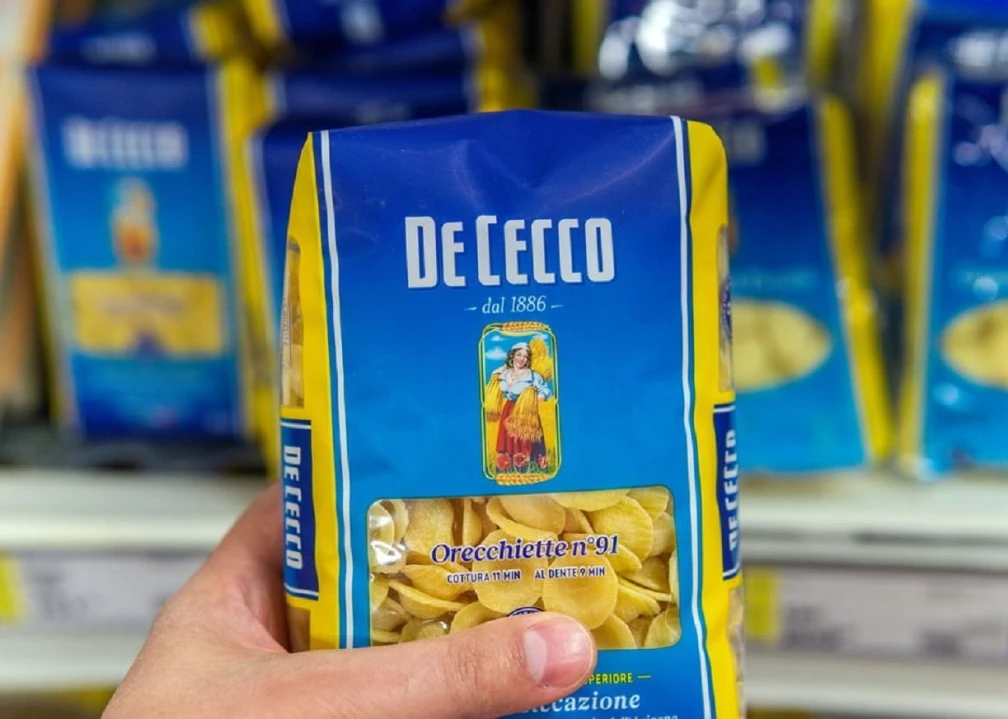 DE CECCO
DE CECCO
dal 1886
DE CECCO
DE CECCO
Orecchiette n°91
COTTURA 11 MIN AL DENTE 9 MIN